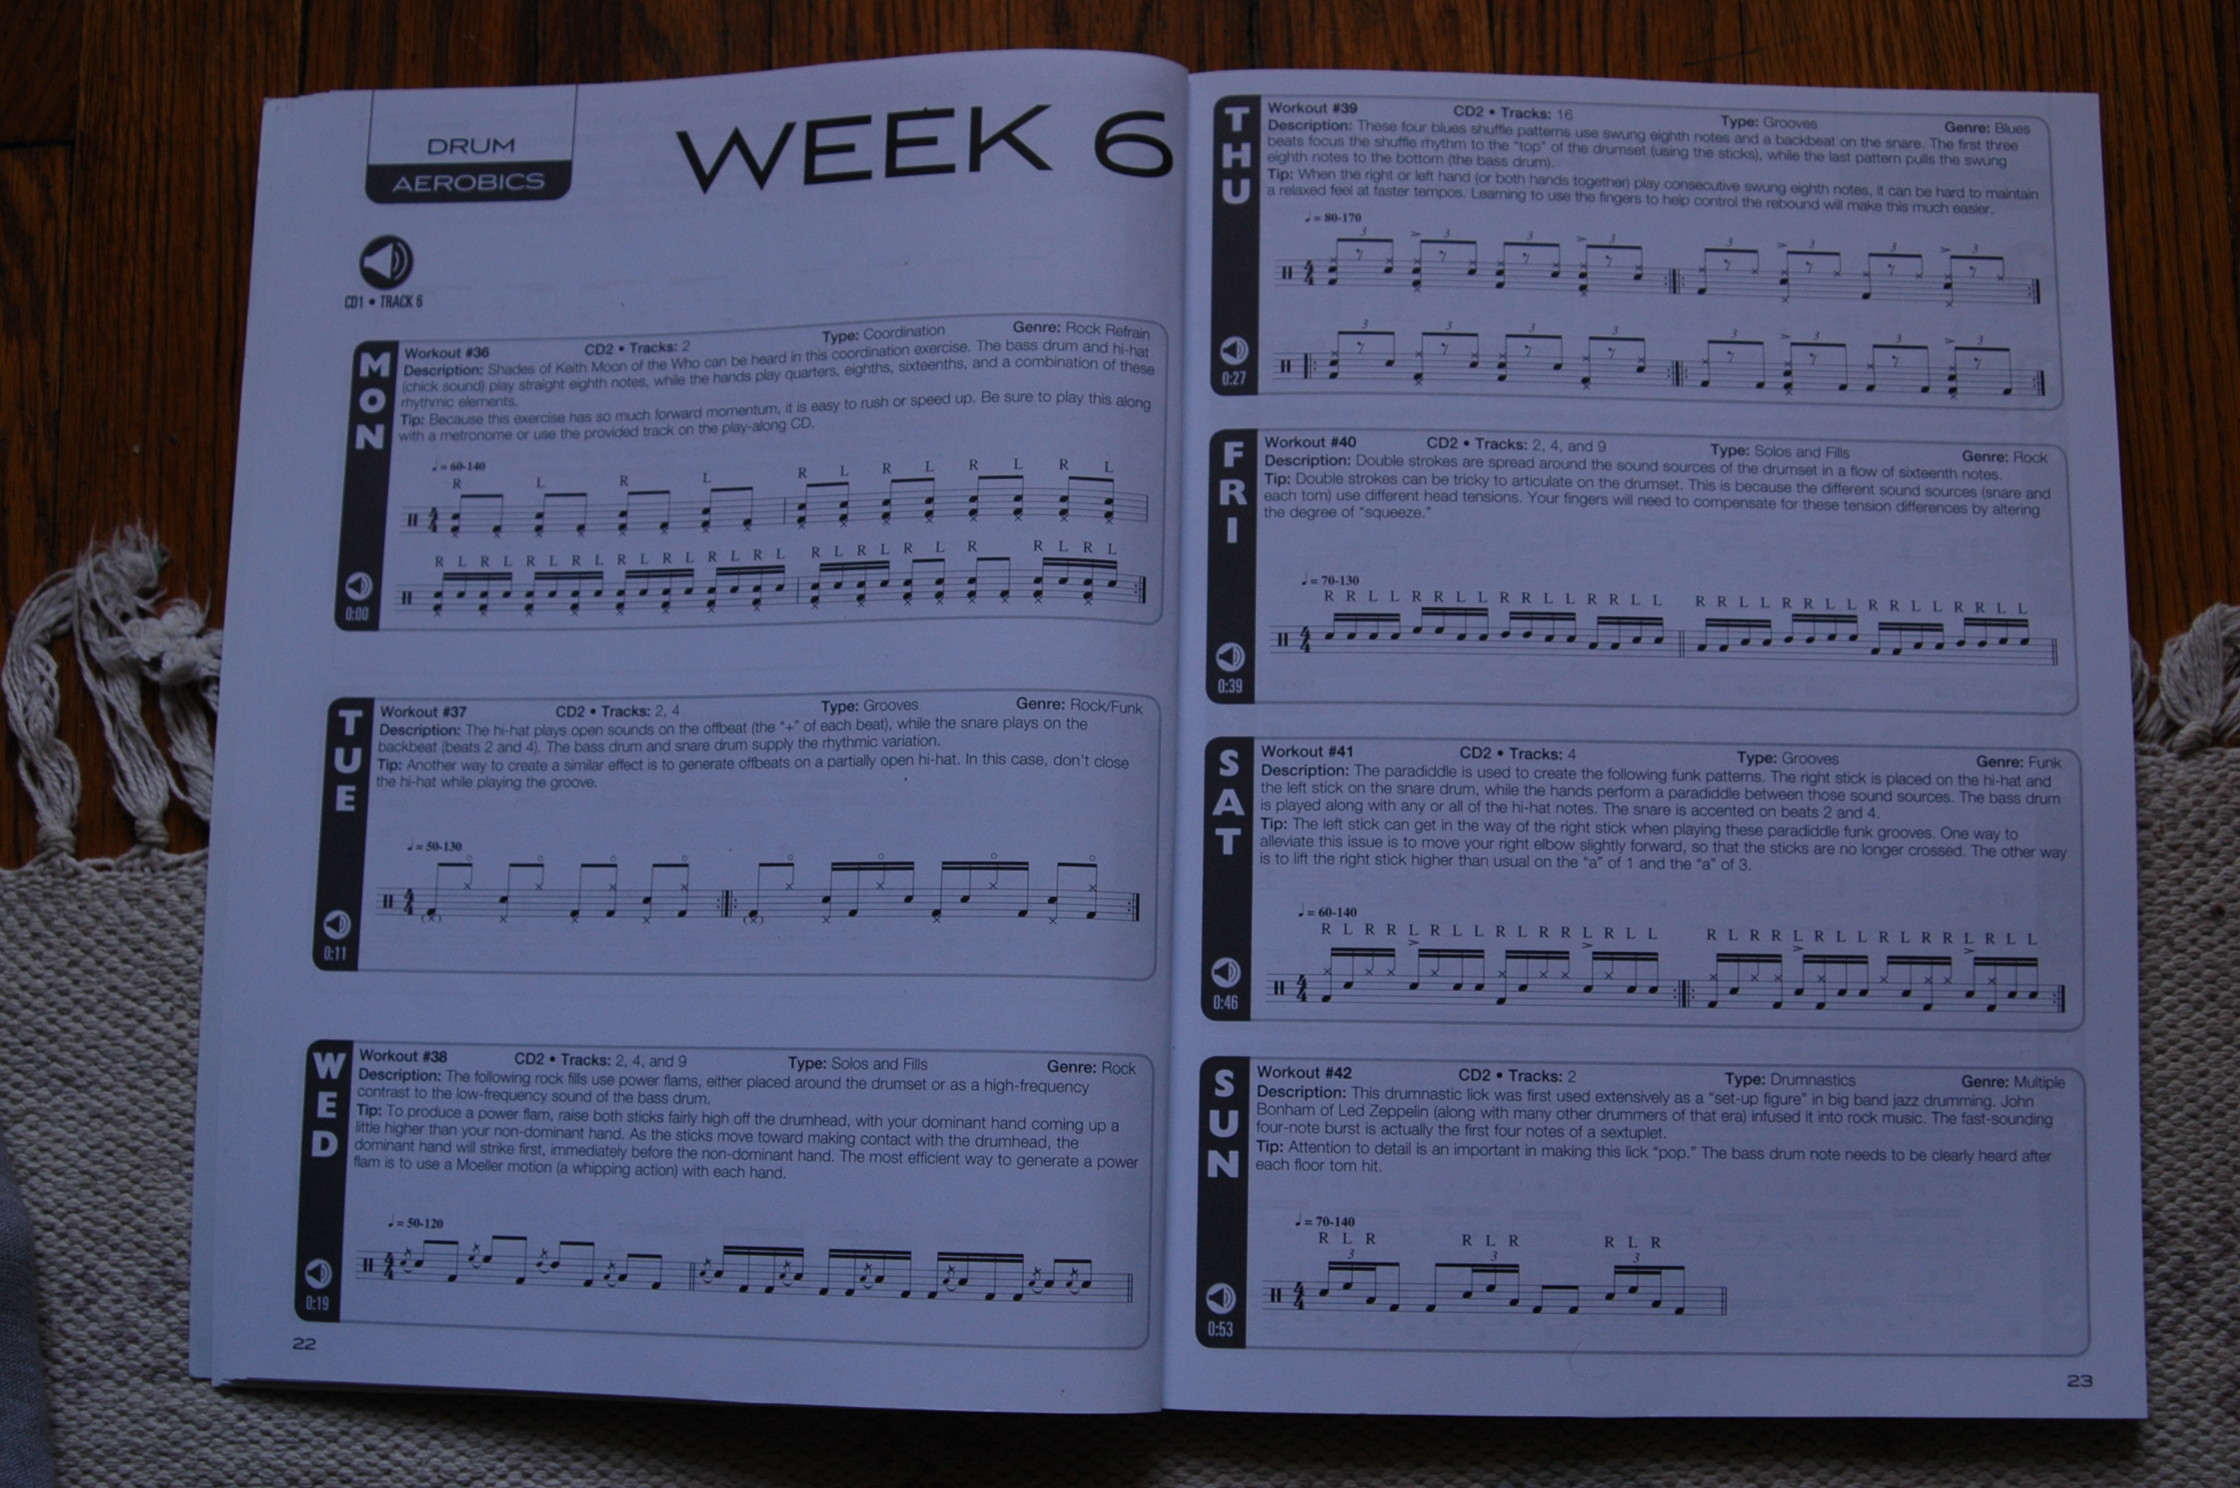 DRUM
AEROBICS
WEEK 6
CD1 • TRACK 6
MON
0:00
Workout #36 CD2 • Tracks: 2 Type: Coordination Genre: Rock Refrain
Description: Shades of Keith Moon of the Who can be heard in this coordination exercise. The bass drum and hi-hat
(chick sound) play straight eighth notes, while the hands play quarters, eighths, sixteenths, and a combination of these
rhythmic elements.
Tip: Because this exercise has so much forward momentum, it is easy to rush or speed up. Be sure to play this along
with a metronome or use the provided track on the play-along CD.
♩ = 60-140
R L R L R L R L R L R L
R L R L R L R L R L R L R L R L R L R L R L R L R L
TUE
0:11
Workout #37 CD2 • Tracks: 2, 4 Type: Grooves Genre: Rock/Funk
Description: The hi-hat plays open sounds on the offbeat (the "+" of each beat), while the snare plays on the
backbeat (beats 2 and 4). The bass drum and snare drum supply the rhythmic variation.
Tip: Another way to create a similar effect is to generate offbeats on a partially open hi-hat. In this case, don't close
the hi-hat while playing the groove.
♩ = 50-130
WED
0:19
Workout #38 CD2 • Tracks: 2, 4, and 9 Type: Solos and Fills Genre: Rock
Description: The following rock fills use power flams, either placed around the drumset or as a high-frequency
contrast to the low-frequency sound of the bass drum.
Tip: To produce a power flam, raise both sticks fairly high off the drumhead, with your dominant hand coming up a
little higher than your non-dominant hand. As the sticks move toward making contact with the drumhead, the
dominant hand will strike first, immediately before the non-dominant hand. The most efficient way to generate a power
flam is to use a Moeller motion (a whipping action) with each hand.
♩ = 50-120
22
THU
0:27
Workout #39 CD2 • Tracks: 16 Type: Grooves Genre: Blues
Description: These four blues shuffle patterns use swung eighth notes and a backbeat on the snare. The first three
beats focus the shuffle rhythm to the "top" of the drumset (using the sticks), while the last pattern pulls the swung
eighth notes to the bottom (the bass drum).
Tip: When the right or left hand (or both hands together) play consecutive swung eighth notes, it can be hard to maintain
a relaxed feel at faster tempos. Learning to use the fingers to help control the rebound will make this much easier.
♩ = 80-170
3 3 3 3 3 3 3 3
3 3 3 3 3 3 3 3
FRI
0:39
Workout #40 CD2 • Tracks: 2, 4, and 9 Type: Solos and Fills Genre: Rock
Description: Double strokes are spread around the sound sources of the drumset in a flow of sixteenth notes.
Tip: Double strokes can be tricky to articulate on the drumset. This is because the different sound sources (snare and
each tom) use different head tensions. Your fingers will need to compensate for these tension differences by altering
the degree of "squeeze."
♩ = 70-130
R R L L R R L L R R L L R R L L R R L L R R L L R R L L R R L L
SAT
0:46
Workout #41 CD2 • Tracks: 4 Type: Grooves Genre: Funk
Description: The paradiddle is used to create the following funk patterns. The right stick is placed on the hi-hat and
the left stick on the snare drum, while the hands perform a paradiddle between those sound sources. The bass drum
is played along with any or all of the hi-hat notes. The snare is accented on beats 2 and 4.
Tip: The left stick can get in the way of the right stick when playing these paradiddle funk grooves. One way to
alleviate this issue is to move your right elbow slightly forward, so that the sticks are no longer crossed. The other way
is to lift the right stick higher than usual on the "a" of 1 and the "a" of 3.
♩ = 60-140
R L R R L R L L R L R R L R L L R L R R L R L L R L R R L R L L
SUN
0:53
Workout #42 CD2 • Tracks: 2 Type: Drumnastics Genre: Multiple
Description: This drumnastic lick was first used extensively as a "set-up figure" in big band jazz drumming. John
Bonham of Led Zeppelin (along with many other drummers of that era) infused it into rock music. The fast-sounding
four-note burst is actually the first four notes of a sextuplet.
Tip: Attention to detail is an important in making this lick "pop." The bass drum note needs to be clearly heard after
each floor tom hit.
♩ = 70-140
R L R R L R R L R
3 3 3
23